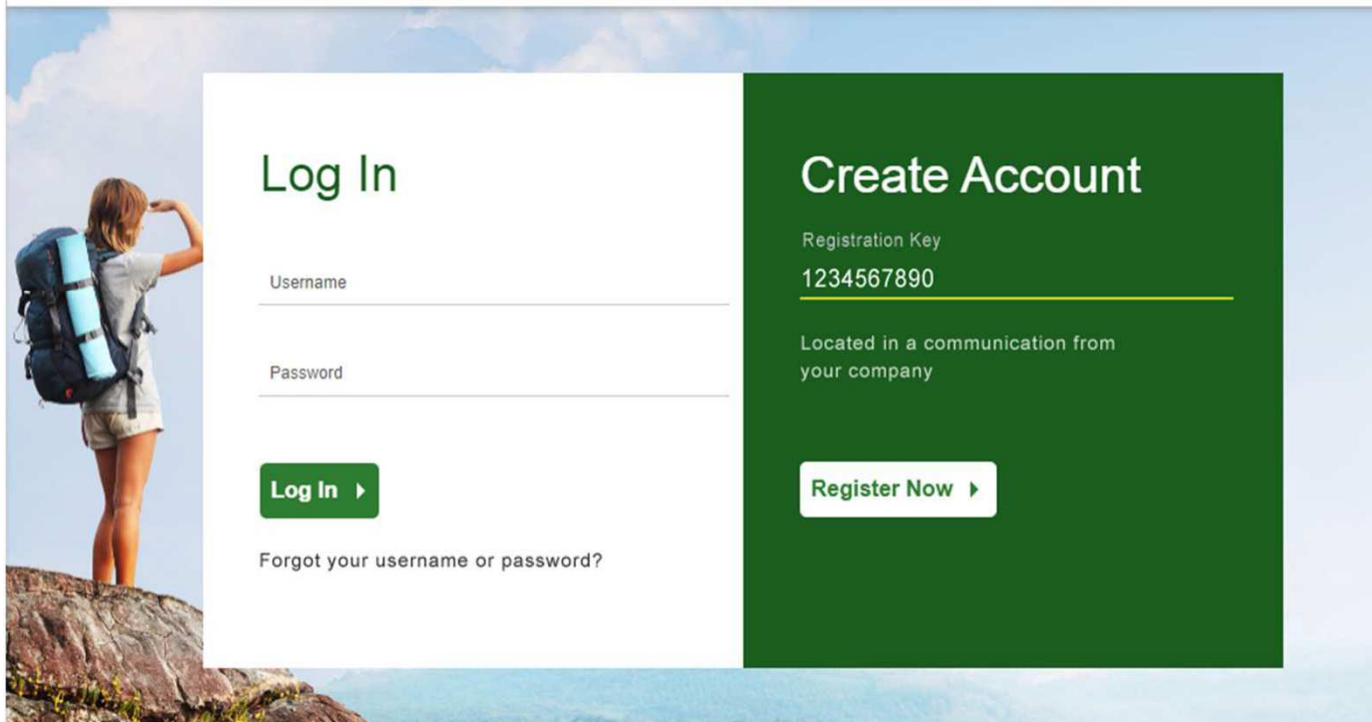 Log In
Username
Password
Log In
Forgot your username or password?
Create Account
Registration Key
1234567890
Located in a communication from
your company
Register Now